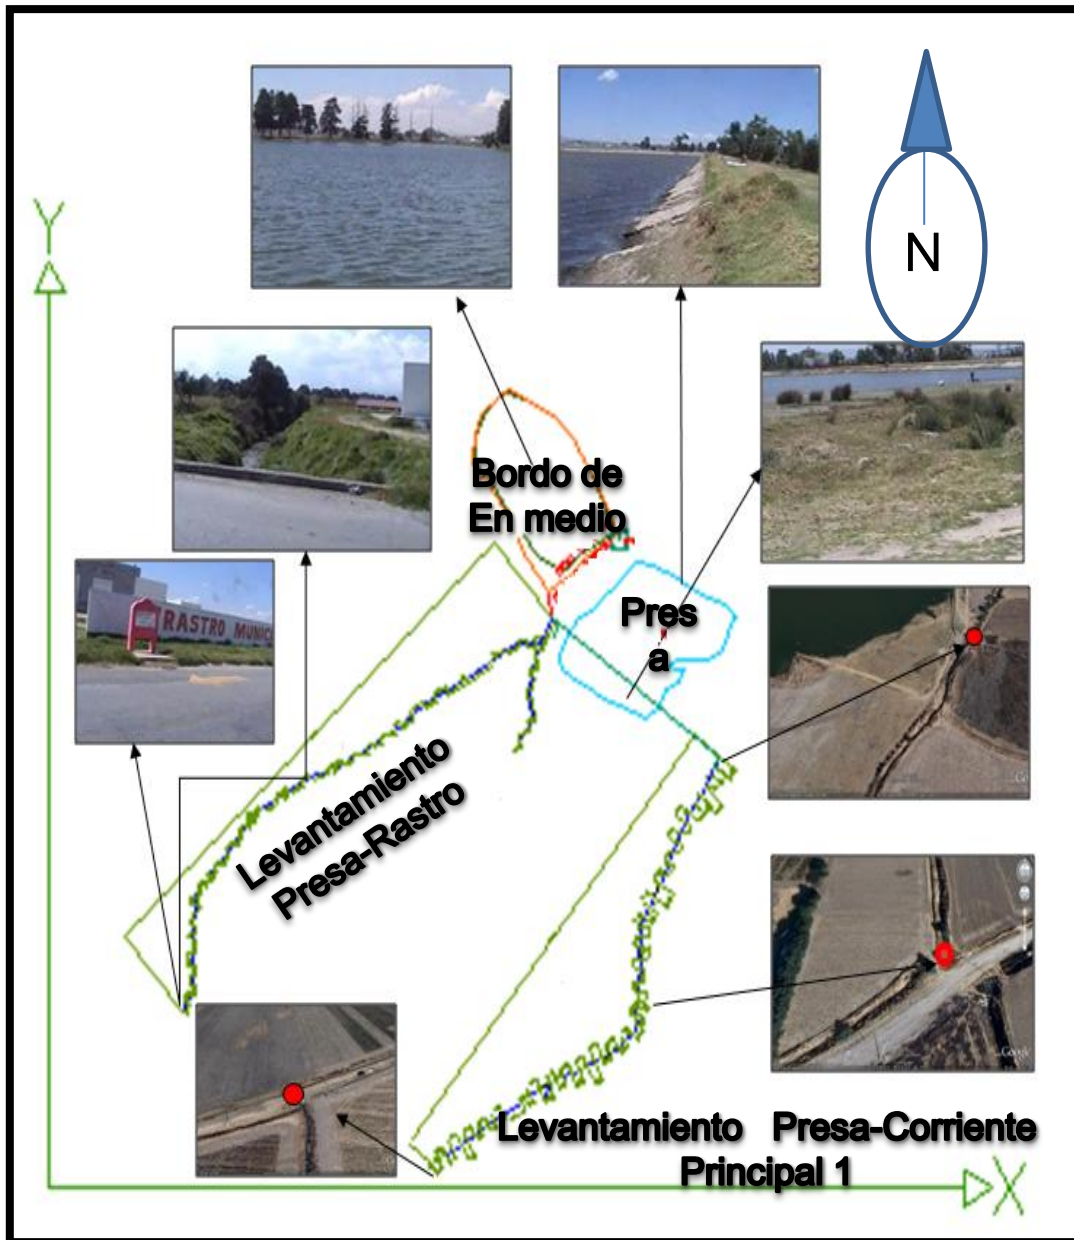 N
Y
Bordo de
En medio
Pres
a
RASTRO MUNIC
Levantamiento
Presa-Rastro
Levantamiento Presa-Corriente
Principal 1
X